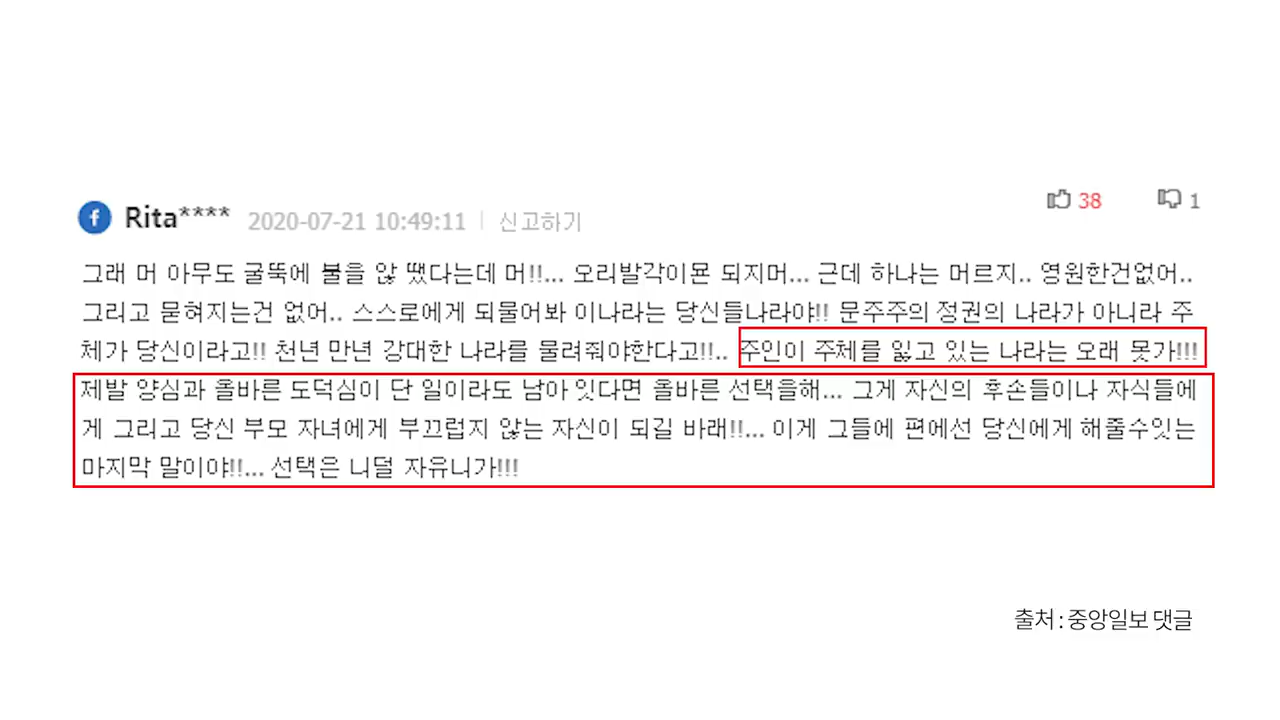 Rita**** 2020-07-21 10:49:11 | 신고하기 38 1
그래 머 아무도 굴뚝에 불을 않 땠다는데 머!!... 오리발각이묜 되지머... 근데 하나는 머르지.. 영원한건없어..
그리고 묻혀지는건 없어.. 스스로에게 되물어봐 이나라는 당신들나라야!! 문주주의 정권의 나라가 아니라 주
체가 당신이라고!! 천년 만년 강대한 나라를 물려줘야한다고!!.. 주인이 주체를 잃고 있는 나라는 오래 못가!!!
제발 양심과 올바른 도덕심이 단 일이라도 남아 잇다면 올바른 선택을해... 그게 자신의 후손들이나 자식들에
게 그리고 당신 부모 자녀에게 부끄럽지 않는 자신이 되길 바래!!... 이게 그들에 편에선 당신에게 해줄수잇는
마지막 말이야!!... 선택은 니덜 자유니가!!!
출처 : 중앙일보 댓글